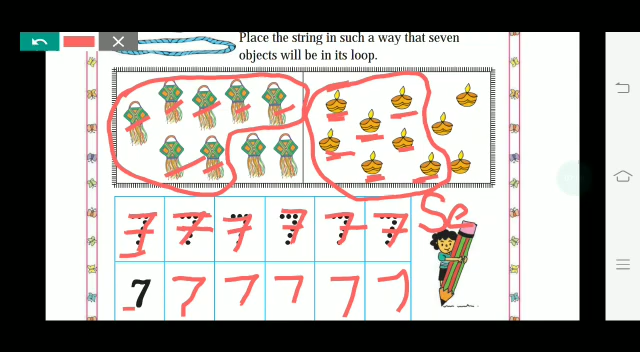 Place the string in such a way that seven
objects will be in its loop.
Se
7 7 7 7 7 7
7 7 7 7 7 7